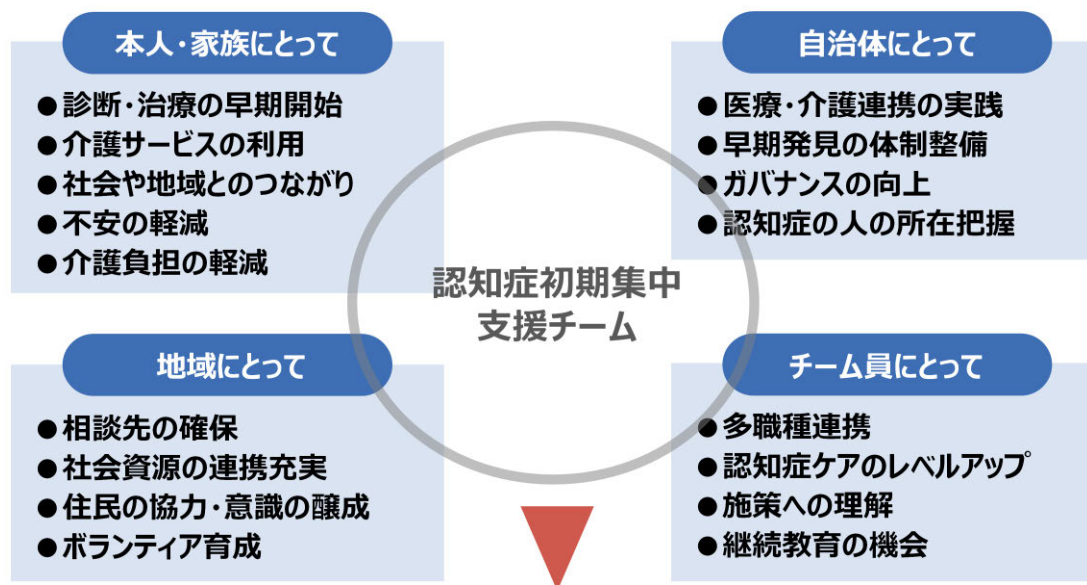 本人・家族にとって
●診断・治療の早期開始
●介護サービスの利用
●社会や地域とのつながり
●不安の軽減
●介護負担の軽減
自治体にとって
●医療・介護連携の実践
●早期発見の体制整備
●ガバナンスの向上
●認知症の人の所在把握
認知症初期集中
支援チーム
地域にとって
●相談先の確保
●社会資源の連携充実
●住民の協力・意識の醸成
●ボランティア育成
チーム員にとって
●多職種連携
●認知症ケアのレベルアップ
●施策への理解
●継続教育の機会